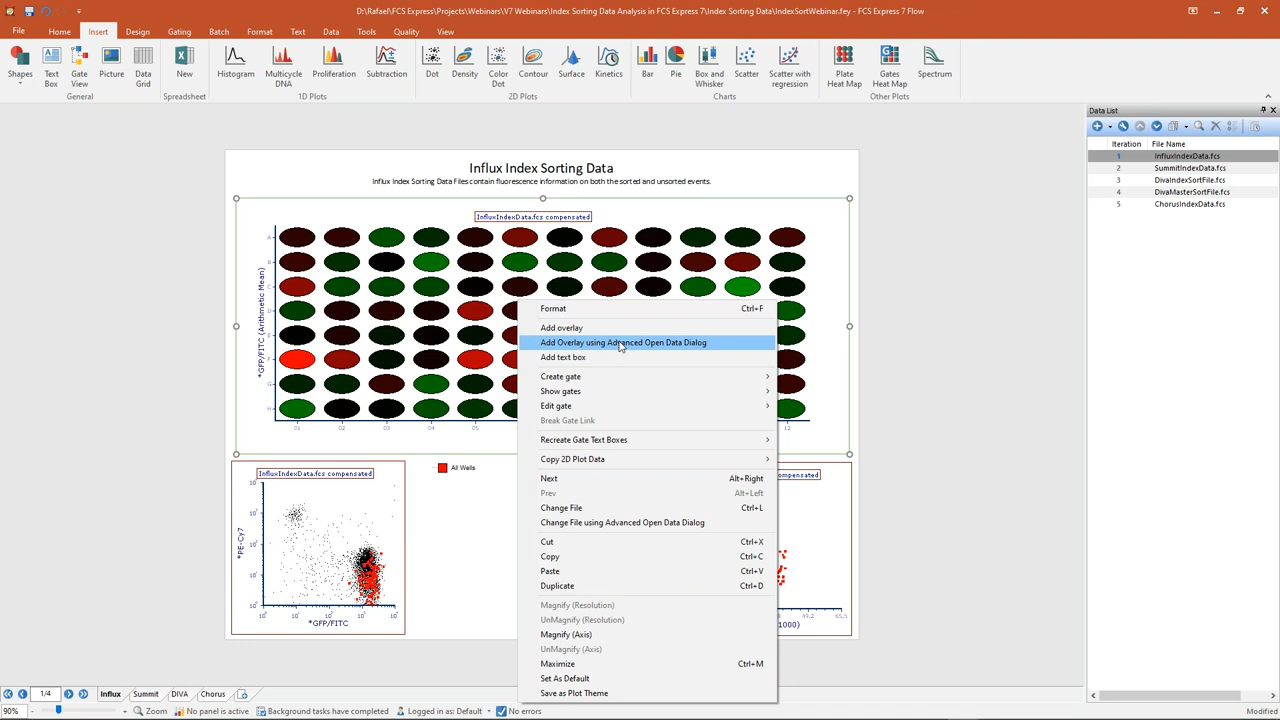 D:\Rafael\FCS Express\Projects\Webinars\V7 Webinars\Index Sorting Data Analysis in FCS Express 7\Index Sorting Data\IndexSortWebinar.fey - FCS Express 7 Flow
File Home Insert Design Gating Batch Format Text Data Tools Quality View
Shapes Text Box Gate View Picture Data Grid New Histogram Multicycle DNA Proliferation Subtraction Dot Density Color Dot Contour Surface Kinetics Bar Pie Box and Whisker Scatter Scatter with regression Plate Heat Map Gates Heat Map Spectrum
General Spreadsheet 1D Plots 2D Plots Charts Other Plots
Data List
Iteration File Name
1 InfluxIndexData.fcs
2 SummitIndexData.fcs
3 DivaIndexSortFile.fcs
4 DivaMasterSortFile.fcs
5 ChorusIndexData.fcs
Influx Index Sorting Data
Influx Index Sorting Data Files contain fluorescence information on both the sorted and unsorted events.
InfluxIndexData.fcs compensated
*GFP/FITC (Arithmetic Mean)
A
B
C
D
E
F
G
H
01 02 03 04 05 12
Format Ctrl+F
Add overlay
Add Overlay using Advanced Open Data Dialog
Add text box
Create gate
Show gates
Edit gate
Break Gate Link
Recreate Gate Text Boxes
Copy 2D Plot Data
Next Alt+Right
Prev Alt+Left
Change File Ctrl+L
Change File using Advanced Open Data Dialog
Cut Ctrl+X
Copy Ctrl+C
Paste Ctrl+V
Duplicate Ctrl+D
Magnify (Resolution)
UnMagnify (Resolution)
Magnify (Axis)
UnMagnify (Axis)
Maximize Ctrl+M
Set As Default
Save as Plot Theme
InfluxIndexData.fcs compensated
*PE-Cy7
*GFP/FITC
All Wells
ompensated
49.2 65.5
1000)
1/4 Influx Summit DIVA Chorus
90% Zoom No panel is active Background tasks have completed Logged in as: Default No errors Modified